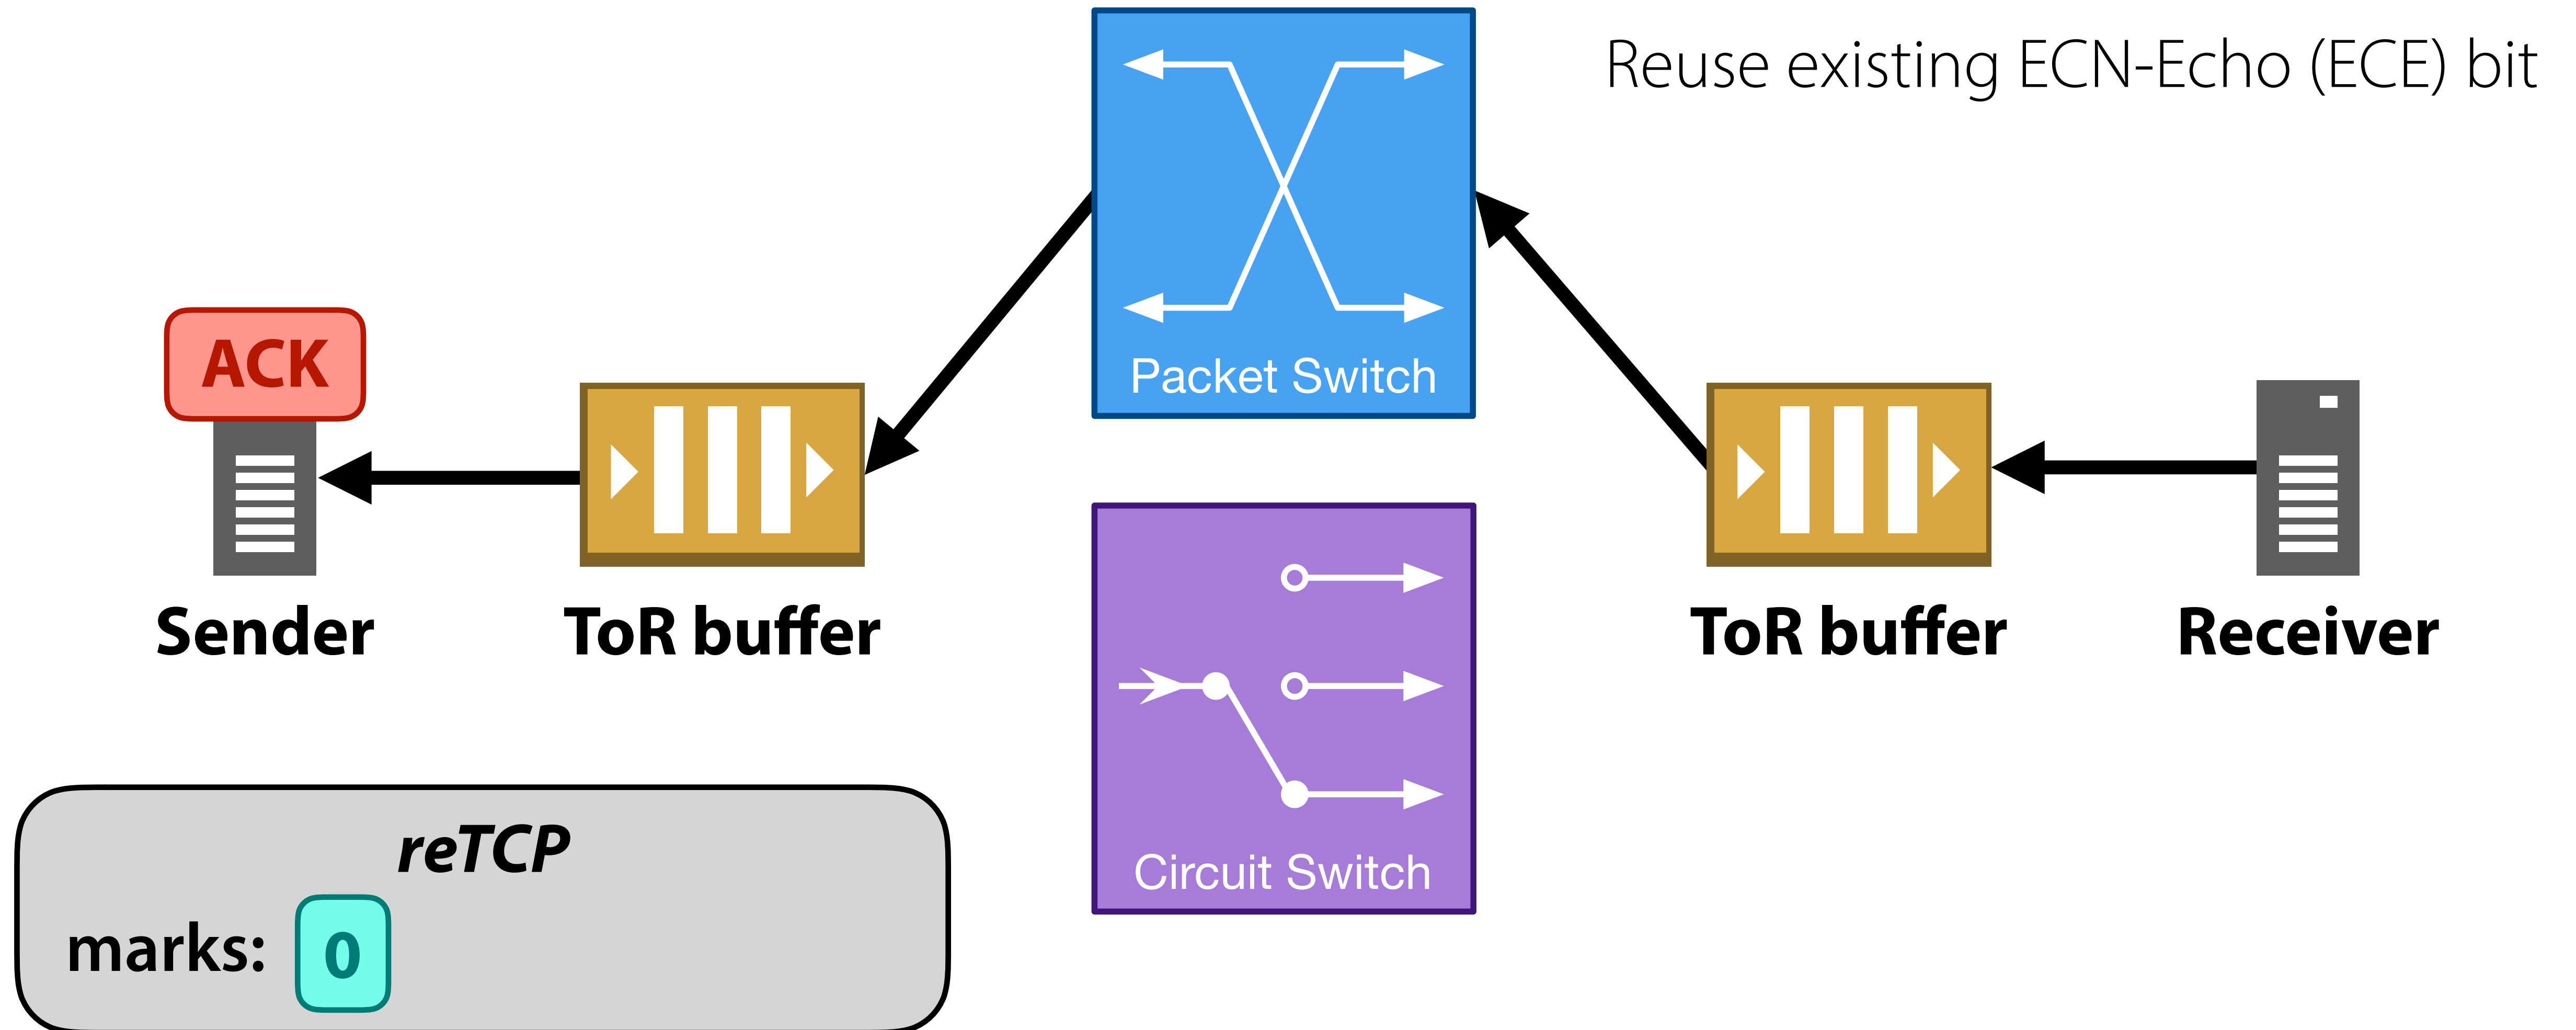 Reuse existing ECN-Echo (ECE) bit
Packet Switch
ACK
Sender
ToR buffer
ToR buffer
Receiver
Circuit Switch
reTCP
marks: 0